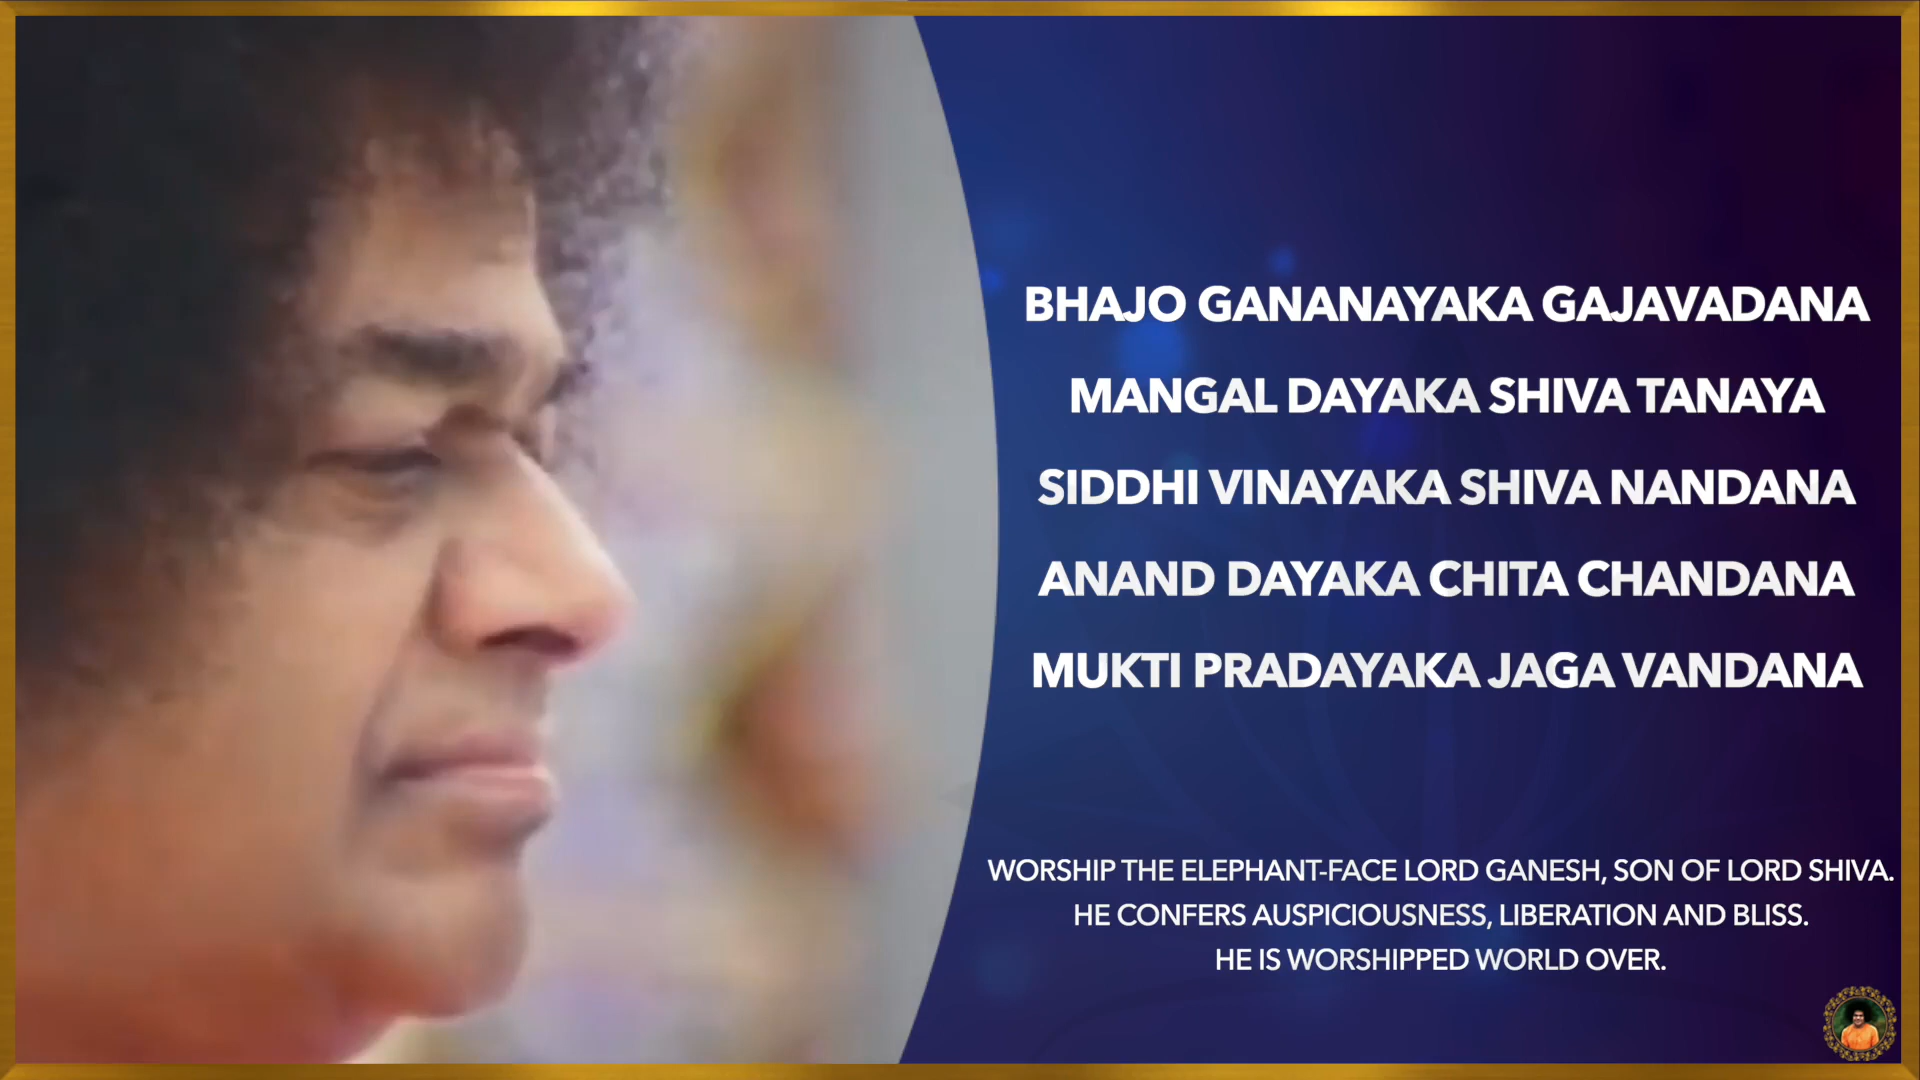 BHAJO GANANAYAKA GAJAVADANA
MANGAL DAYAKA SHIVA TANAYA
SIDDHI VINAYAKA SHIVA NANDANA
ANAND DAYAKA CHITA CHANDANA
MUKTI PRADAYAKA JAGA VANDANA
WORSHIP THE ELEPHANT-FACE LORD GANESH, SON OF LORD SHIVA.
HE CONFERS AUSPICIOUSNESS, LIBERATION AND BLISS.
HE IS WORSHIPPED WORLD OVER.